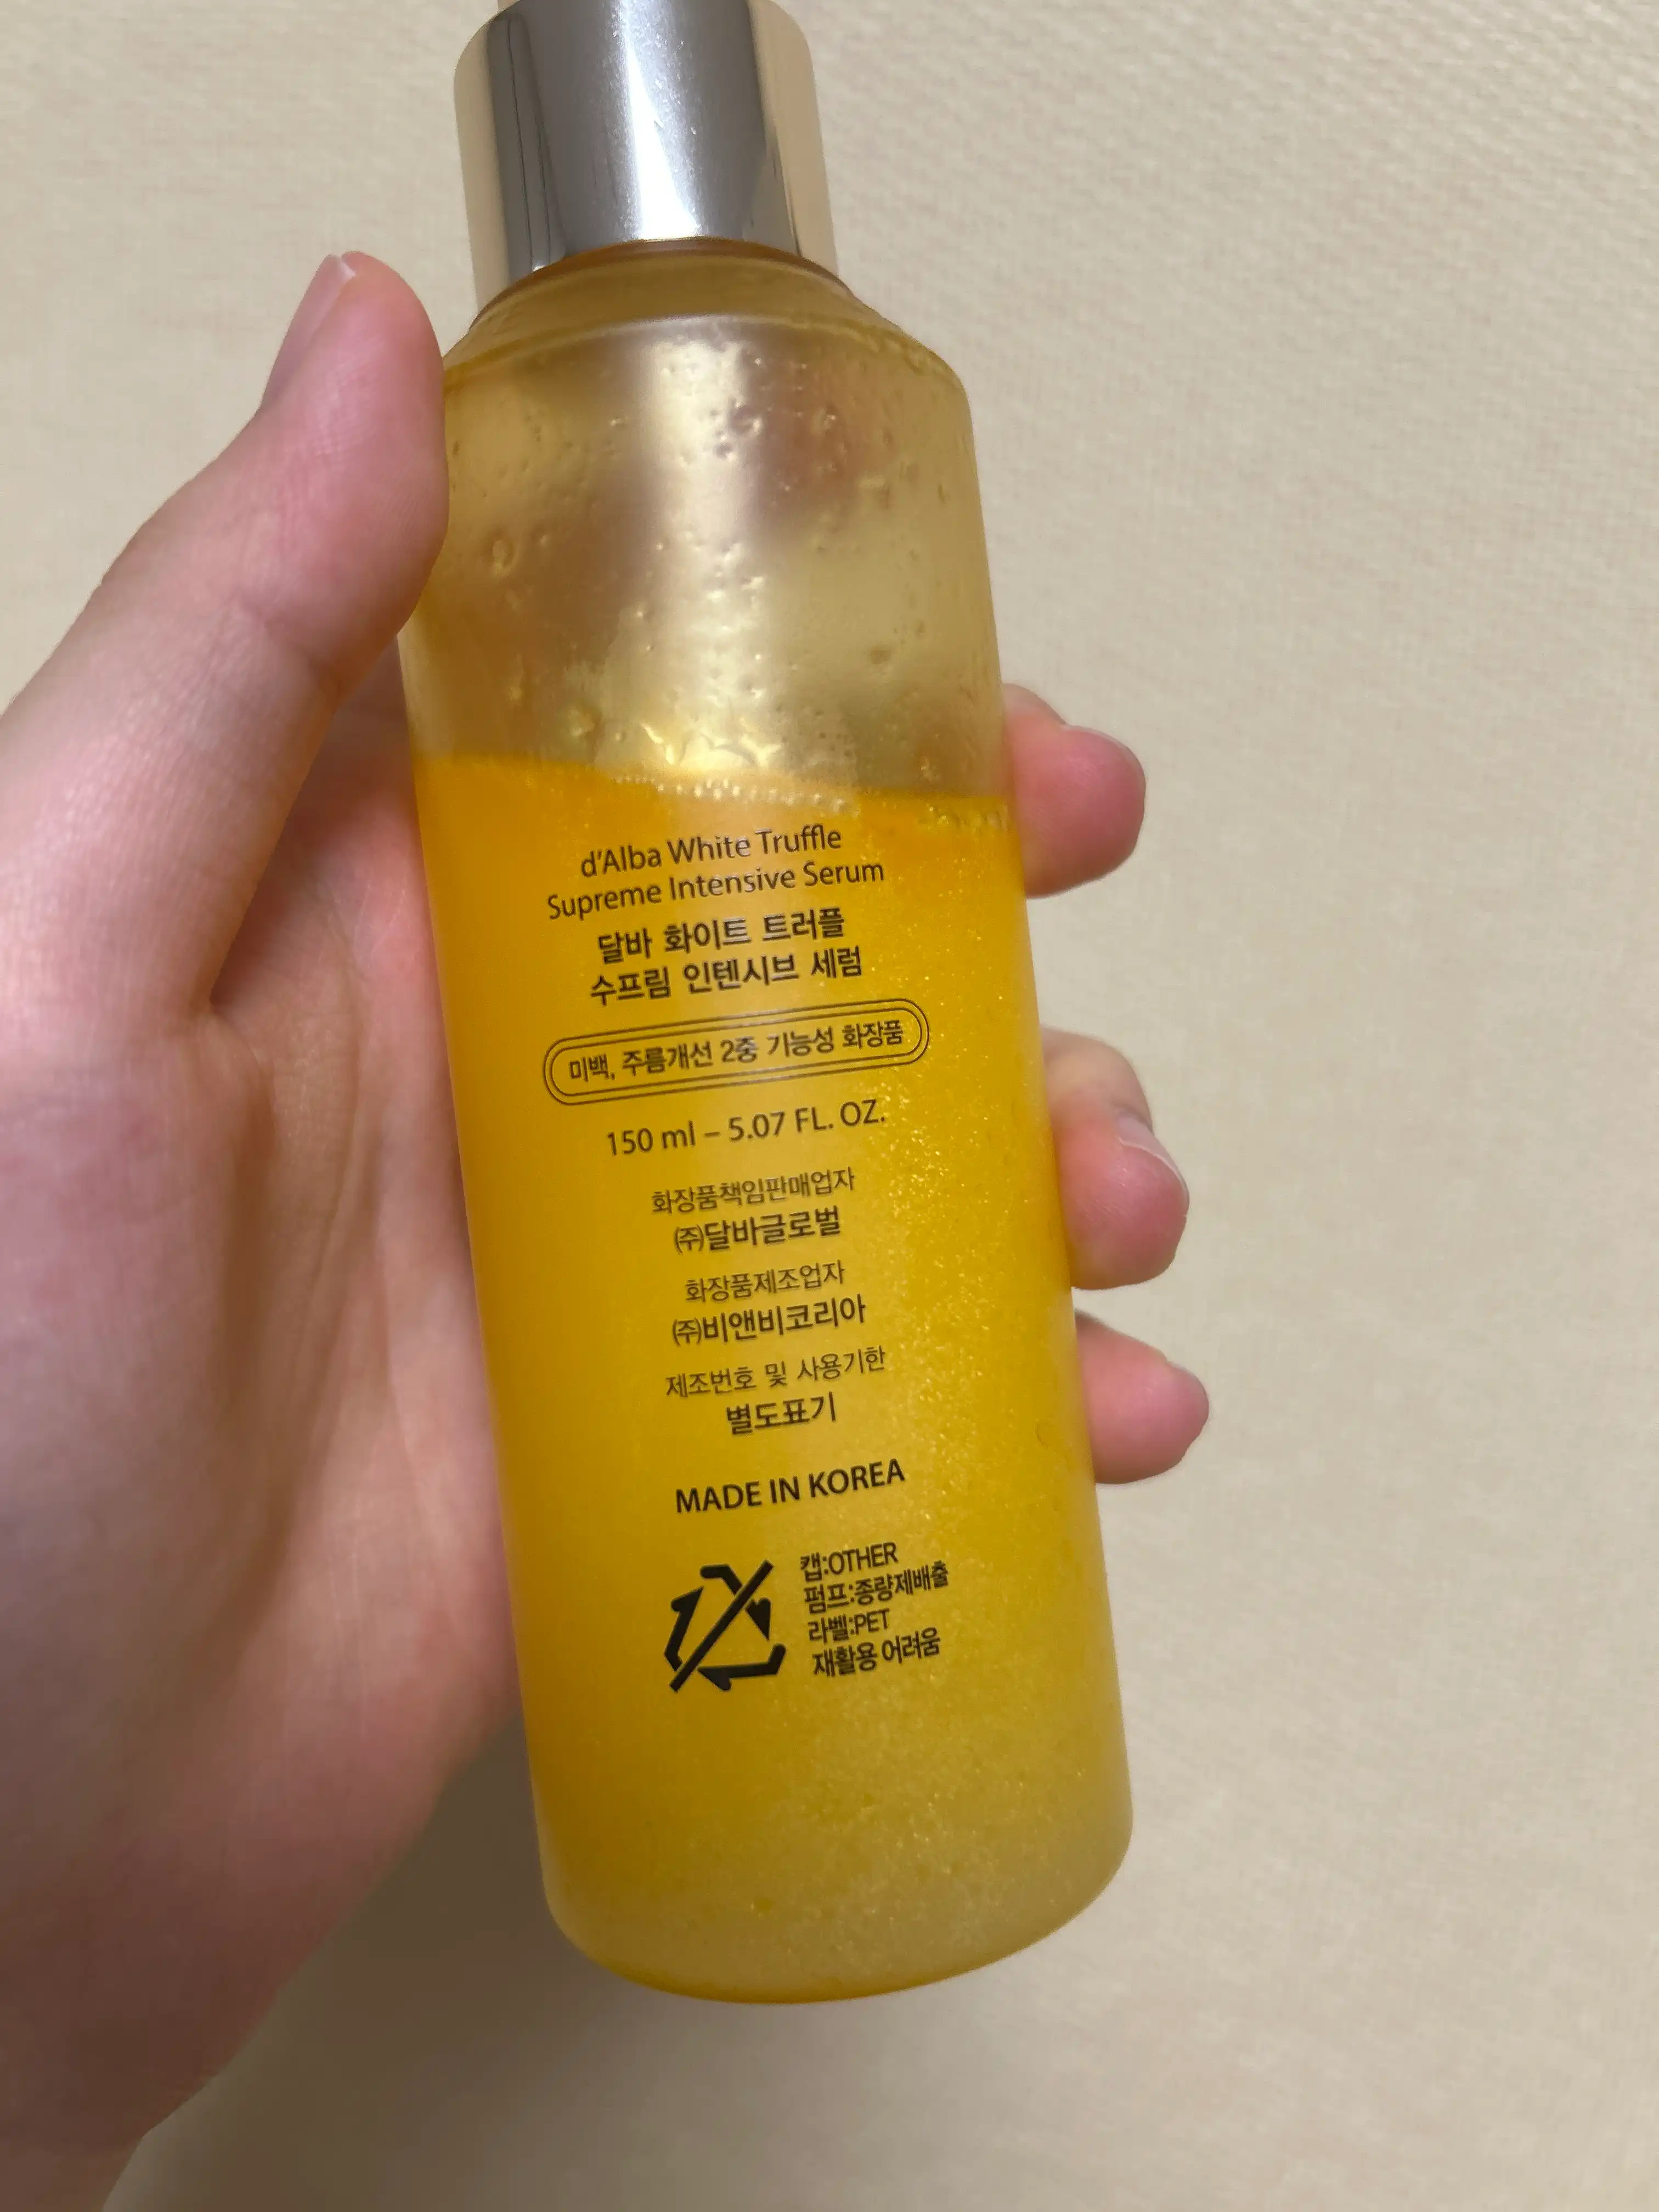 d'Alba White Truffle
Supreme Intensive Serum
달바 화이트 트러플
수프림 인텐시브 세럼
미백, 주름개선 2중 기능성 화장품
150 ml – 5.07 FL. OZ.
화장품책임판매업자
㈜달바글로벌
화장품제조업자
㈜비앤비코리아
제조번호 및 사용기한
별도표기
MADE IN KOREA
캡:OTHER
펌프:종량제배출
라벨:PET
재활용 어려움